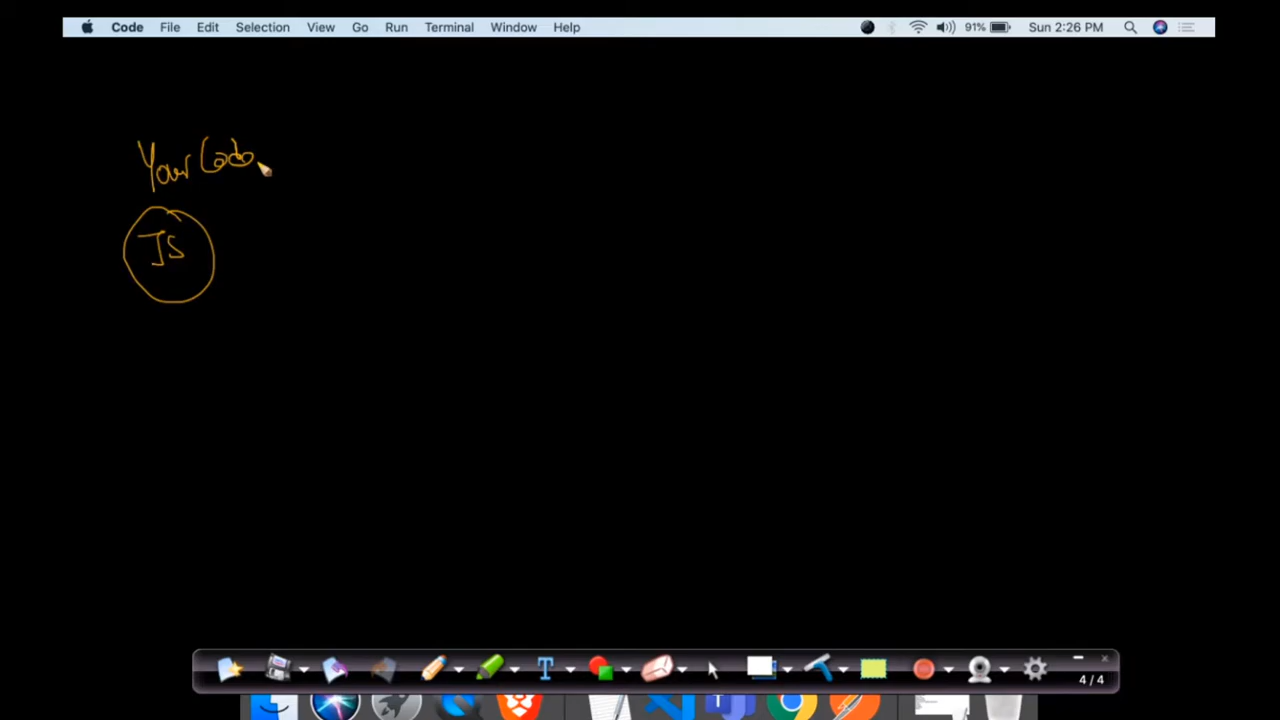 Code File Edit Selection View Go Run Terminal Window Help 91% Sun 2:26 PM
Your Code
JS
T
4 / 4
T